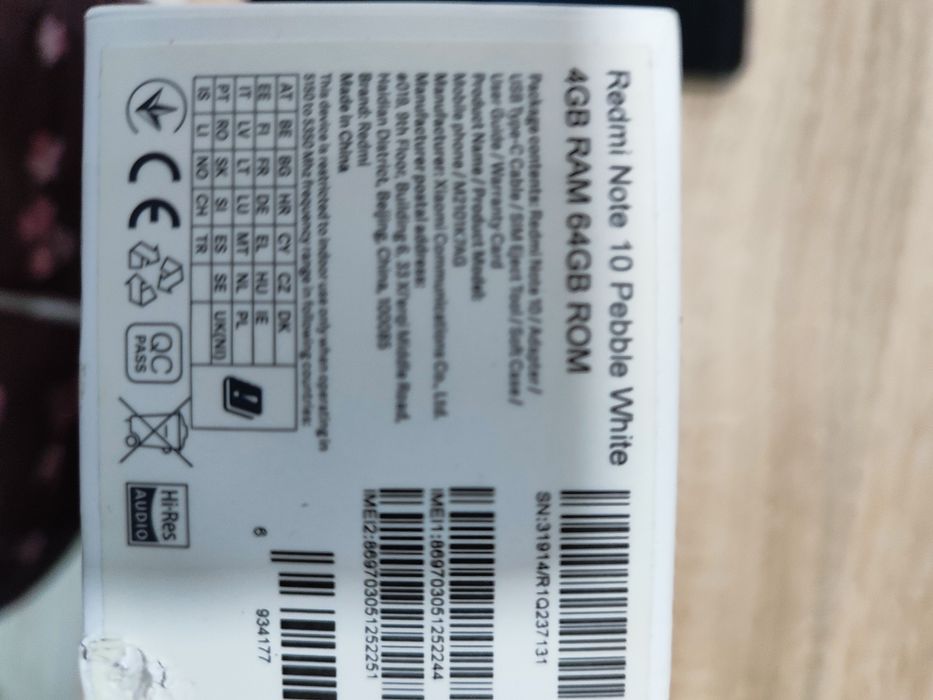 Redmi Note 10 Pebble White
4GB RAM 64GB ROM
Package contents: Redmi Note 10 / Adapter /
USB Type-C Cable / SIM Eject Tool / Soft Case /
User Guide / Warranty Card
Product Name / Product Model:
Mobile phone / M2101K7AG
Manufacturer: Xiaomi Communications Co., Ltd.
Manufacturer postal address:
#019, 9th Floor, Building 6, 33 Xi'erqi Middle Road,
Haidian District, Beijing, China, 100085
Brand: Redmi
Made in China
This device is restricted to indoor use only when operating in
5150 to 5350 Mhz frequency range in following countries:
AT BE BG HR CY CZ DK
EE FI FR DE EL HU IE
IT LV LT LU MT NL PL
PT RO SK SI ES SE UK(NI)
IS LI NO CH TR
CE
QC
PASS
Hi-Res
AUDIO
SN:31914/R1Q237131
IMEI1:869703051252244
IMEI2:869703051252251
6
934177